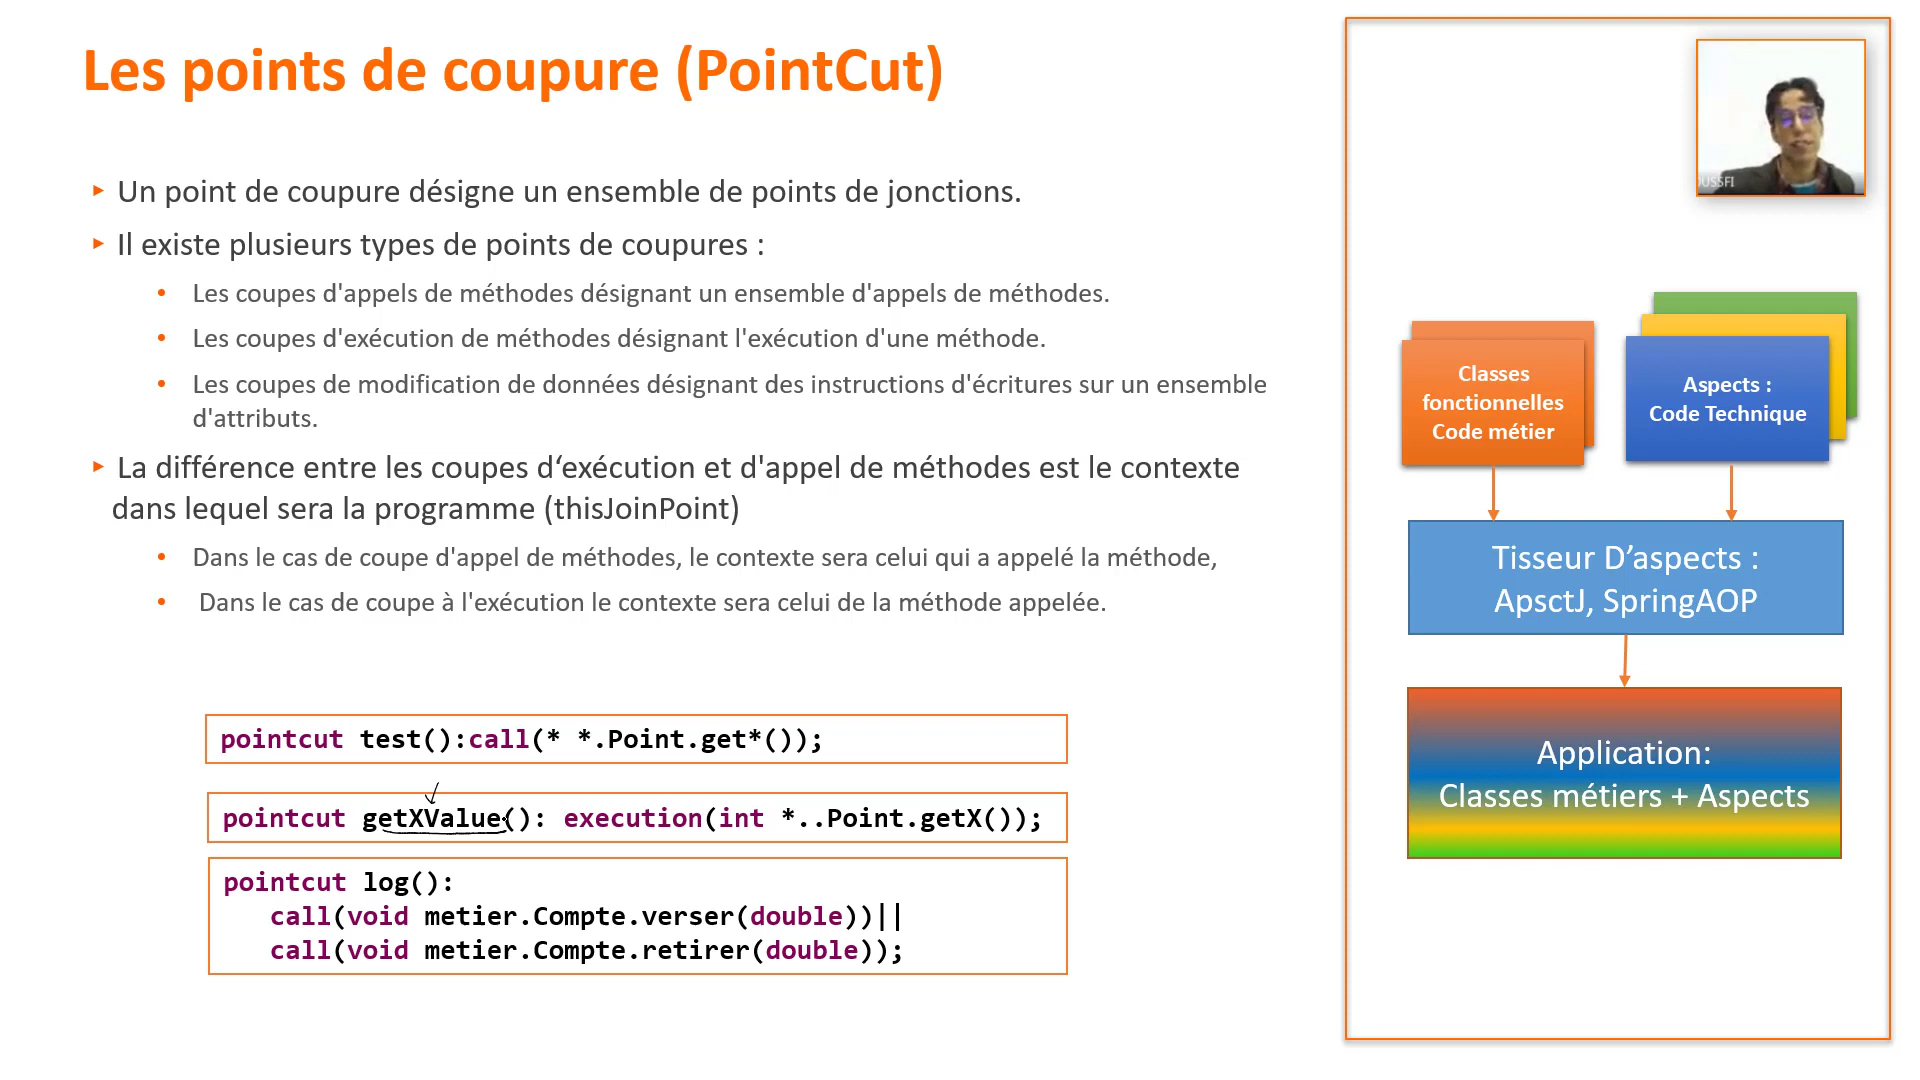 Les points de coupure (PointCut)
Un point de coupure désigne un ensemble de points de jonctions.
Il existe plusieurs types de points de coupures :
Les coupes d'appels de méthodes désignant un ensemble d'appels de méthodes.
Les coupes d'exécution de méthodes désignant l'exécution d'une méthode.
Les coupes de modification de données désignant des instructions d'écritures sur un ensemble
d'attributs.
La différence entre les coupes d‘exécution et d'appel de méthodes est le contexte
dans lequel sera la programme (thisJoinPoint)
Dans le cas de coupe d'appel de méthodes, le contexte sera celui qui a appelé la méthode,
Dans le cas de coupe à l'exécution le contexte sera celui de la méthode appelée.
pointcut test():call(* *.Point.get*());
pointcut getXValue(): execution(int *..Point.getX());
pointcut log():
call(void metier.Compte.verser(double))||
call(void metier.Compte.retirer(double));
OUSSFI
Classes
fonctionnelles
Code métier
Aspects :
Code Technique
Tisseur D’aspects :
ApsctJ, SpringAOP
Application:
Classes métiers + Aspects